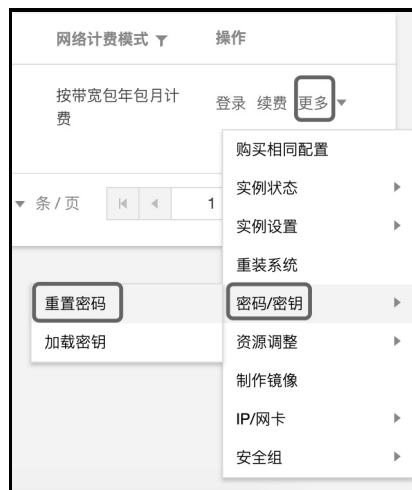 网络计费模式 操作
按带宽包年包月计
费
登录 续费 更多
购买相同配置
条/页 1
实例状态
实例设置
重装系统
重置密码
密码/密钥
加载密钥
资源调整
制作镜像
IP/网卡
安全组